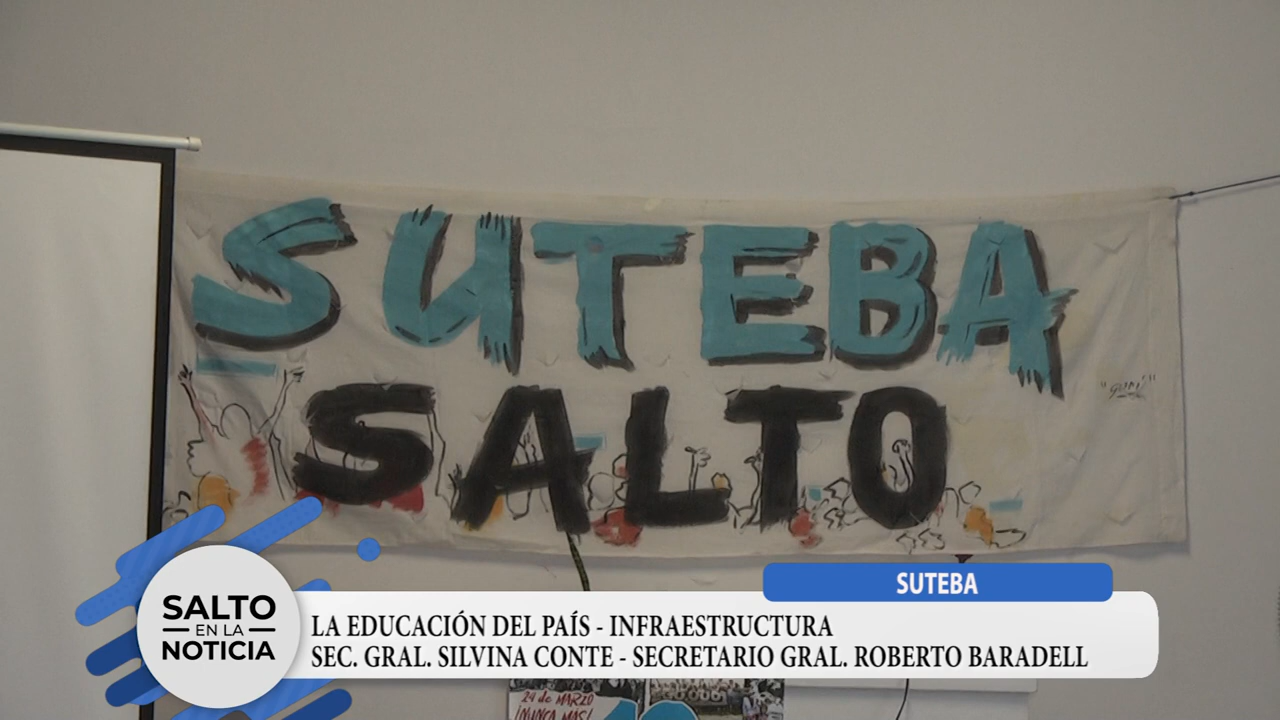 SUTEBA
SALTO
SUTEBA
SALTO
EN LA
NOTICIA
LA EDUCACIÓN DEL PAÍS - INFRAESTRUCTURA
SEC. GRAL. SILVINA CONTE - SECRETARIO GRAL. ROBERTO BARADELL
24 de MARZO
¡NUNCA MÁS!